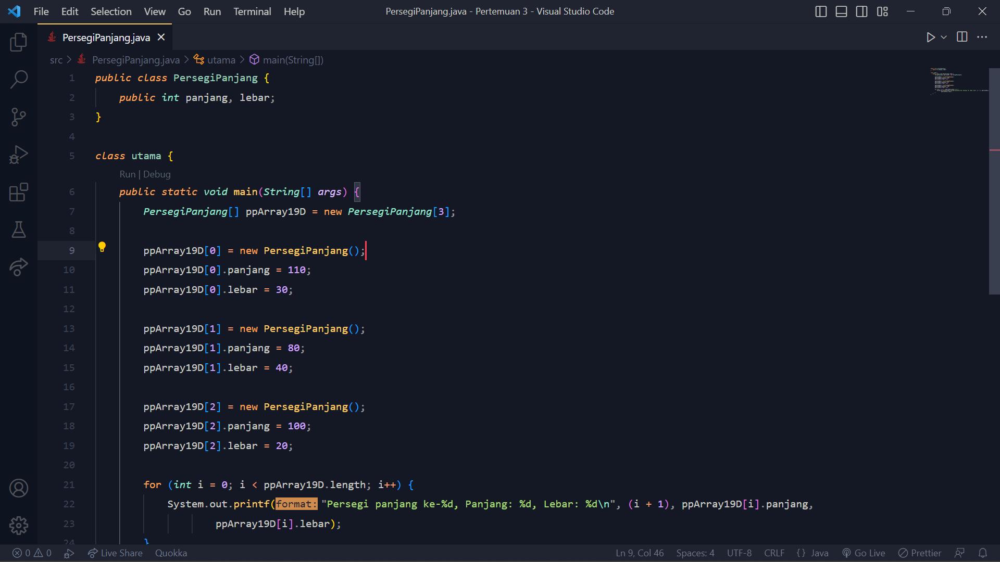 File Edit Selection View Go Run Terminal Help PersegiPanjang.java - Pertemuan 3 - Visual Studio Code
PersegiPanjang.java
src > PersegiPanjang.java > utama > main(String[])
1 public class PersegiPanjang {
2 public int panjang, lebar;
3 }
4
5 class utama {
Run | Debug
6 public static void main(String[] args) {
7 PersegiPanjang[] ppArray19D = new PersegiPanjang[3];
8
9 ppArray19D[0] = new PersegiPanjang();
10 ppArray19D[0].panjang = 110;
11 ppArray19D[0].lebar = 30;
12
13 ppArray19D[1] = new PersegiPanjang();
14 ppArray19D[1].panjang = 80;
15 ppArray19D[1].lebar = 40;
16
17 ppArray19D[2] = new PersegiPanjang();
18 ppArray19D[2].panjang = 100;
19 ppArray19D[2].lebar = 20;
20
21 for (int i = 0; i < ppArray19D.length; i++) {
22 System.out.printf(format: "Persegi panjang ke-%d, Panjang: %d, Lebar: %d\n", (i + 1), ppArray19D[i].panjang,
23 ppArray19D[i].lebar);
24 }
0 0 Live Share Quokka Ln 9, Col 46 Spaces: 4 UTF-8 CRLF {} Java Go Live Prettier